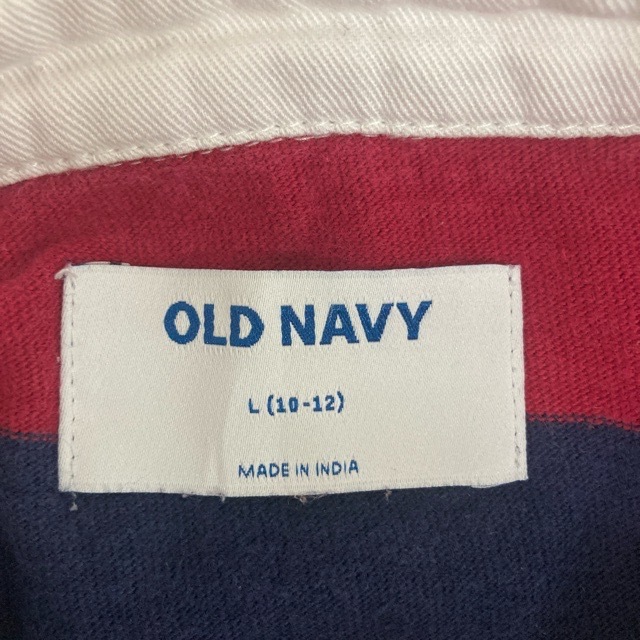 OLD NAVY
L (10-12)
MADE IN INDIA